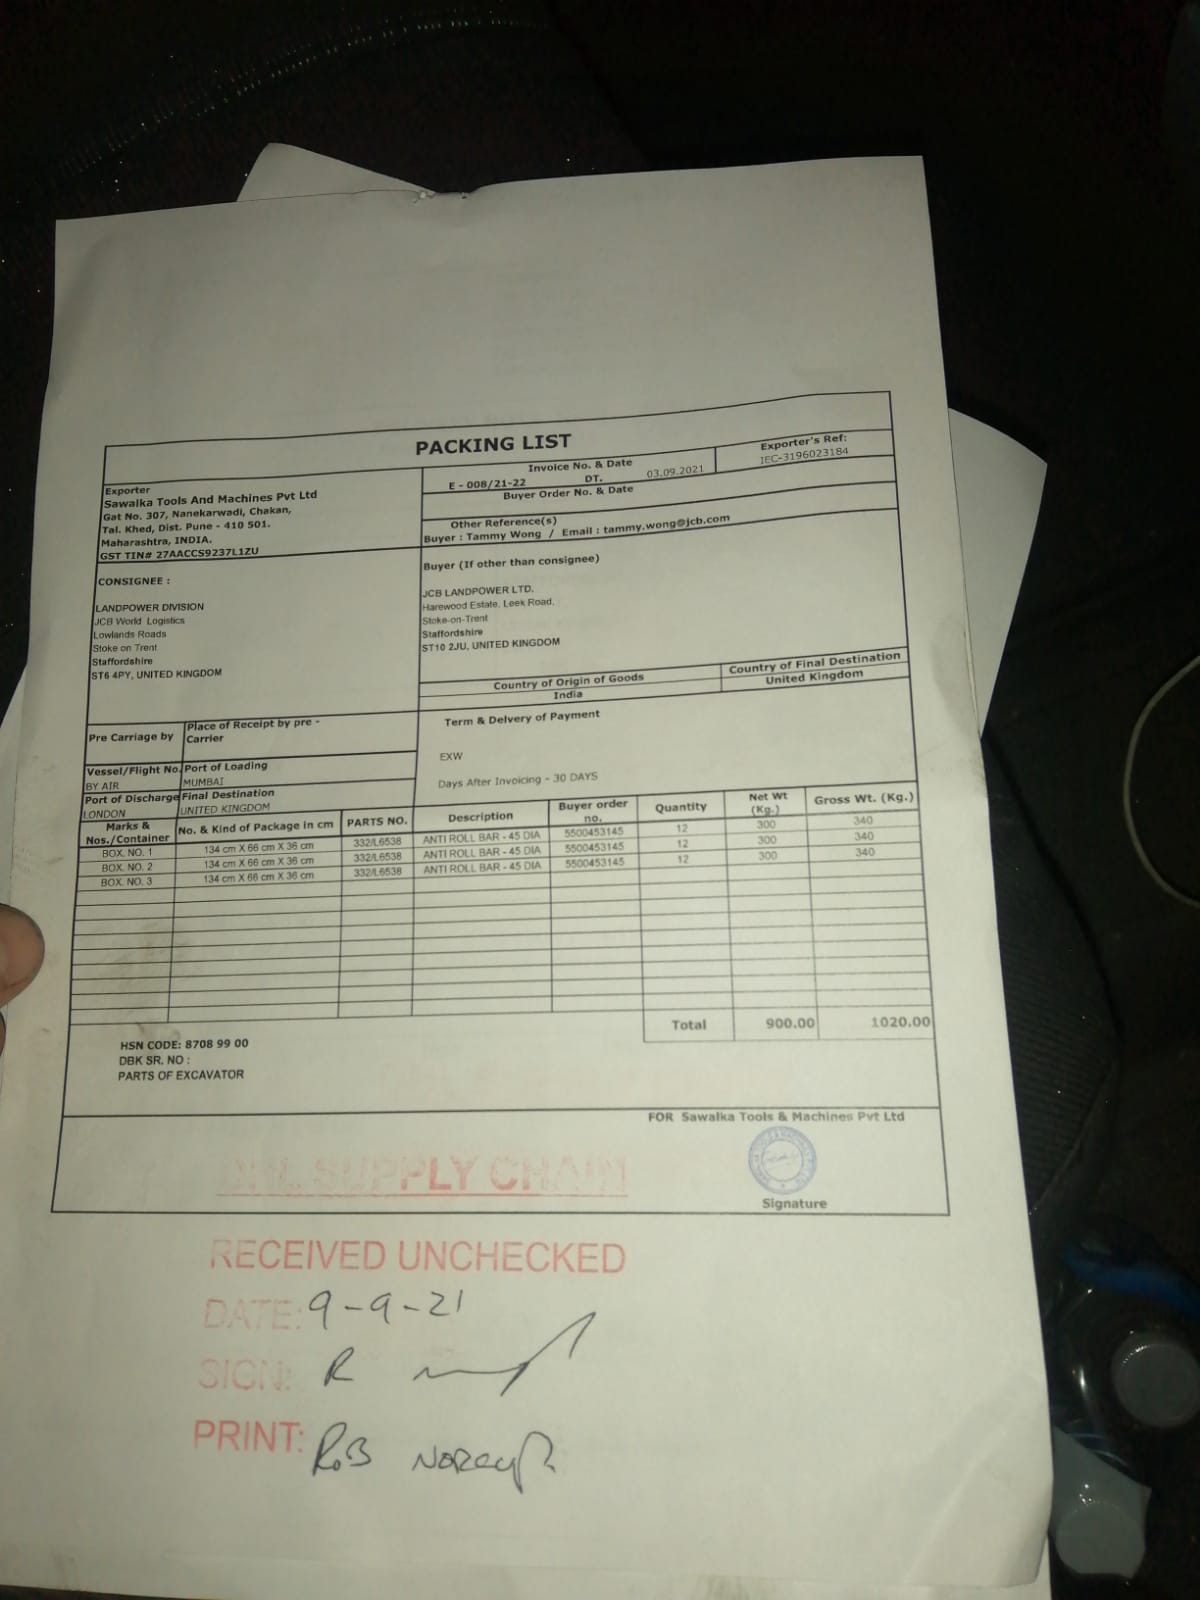 PACKING LIST
Exporter
Sawalka Tools And Machines Pvt Ltd
Gat No. 307, Nanekarwadi, Chakan,
Tal. Khed, Dist. Pune - 410 501.
Maharashtra, INDIA.
GST TIN# 27AACCS9237L1ZU
Invoice No. & Date
E - 008/21-22 DT. 03.09.2021
Exporter's Ref:
IEC-3196023184
Buyer Order No. & Date
Other Reference(s)
Buyer : Tammy Wong / Email : tammy.wong@jcb.com
CONSIGNEE :
LANDPOWER DIVISION
JCB World Logistics
Lowlands Roads
Stoke on Trent
Staffordshire
ST6 4PY, UNITED KINGDOM
Buyer (If other than consignee)
JCB LANDPOWER LTD.
Harewood Estate, Leek Road,
Stoke-on-Trent
Staffordshire
ST10 2JU, UNITED KINGDOM
Country of Origin of Goods
India
Country of Final Destination
United Kingdom
Pre Carriage by
Place of Receipt by pre -
Carrier
Vessel/Flight No. Port of Loading
BY AIR MUMBAI
Port of Discharge Final Destination
LONDON UNITED KINGDOM
Term & Delvery of Payment
EXW
Days After Invoicing - 30 DAYS
Marks & Nos./Container No. & Kind of Package in cm PARTS NO. Description Buyer order no. Quantity Net Wt (Kg.) Gross Wt. (Kg.)
BOX. NO. 1 134 cm X 66 cm X 36 cm 332/L6538 ANTI ROLL BAR - 45 DIA 5500453145 12 300 340
BOX. NO. 2 134 cm X 66 cm X 36 cm 332/L6538 ANTI ROLL BAR - 45 DIA 5500453145 12 300 340
BOX. NO. 3 134 cm X 66 cm X 36 cm 332/L6538 ANTI ROLL BAR - 45 DIA 5500453145 12 300 340
Total 900.00 1020.00
HSN CODE: 8708 99 00
DBK SR. NO :
PARTS OF EXCAVATOR
FOR Sawalka Tools & Machines Pvt Ltd
Signature
DHL SUPPLY CHAIN
RECEIVED UNCHECKED
DATE: 9-9-21
SIGN: R
PRINT: ROB